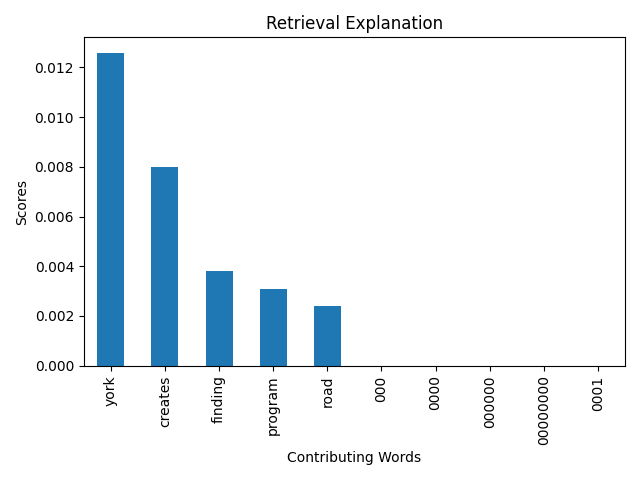 Retrieval Explanation
0.012
0.010
0.008
0.006
0.004
0.002
0.000
Scores
york
creates
finding
program
road
000
0000
000000
00000000
0001
Contributing Words